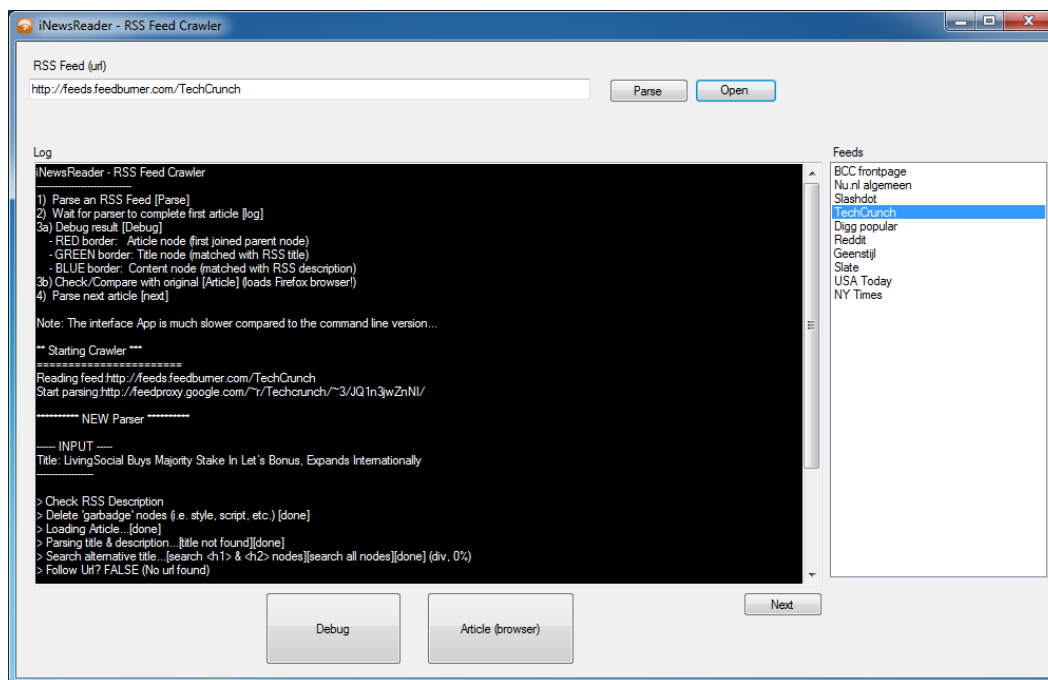 iNewsReader - RSS Feed Crawler
RSS Feed (url)
http://feeds.feedburner.com/TechCrunch
Parse
Open
Log
iNewsReader - RSS Feed Crawler
------------------------------
1) Parse an RSS Feed [Parse]
2) Wait for parser to complete first article [log]
3a) Debug result [Debug]
- RED border: Article node (first joined parent node)
- GREEN border: Title node (matched with RSS title)
- BLUE border: Content node (matched with RSS description)
3b) Check/Compare with original [Article] (loads Firefox browser!)
4) Parse next article [next]
Note: The interface App is much slower compared to the command line version...
** Starting Crawler ***
=======================
Reading feed:http://feeds.feedburner.com/TechCrunch
Start parsing:http://feedproxy.google.com/~r/Techcrunch/~3/JQ1n3jwZnNI/
********** NEW Parser **********
------ INPUT -----
Title: LivingSocial Buys Majority Stake In Let's Bonus, Expands Internationally
------------------
> Check RSS Description
> Delete 'garbadge' nodes (i.e. style, script, etc.) [done]
> Loading Article...[done]
> Parsing title & description...[title not found][done]
> Search alternative title...[search <h1> & <h2> nodes][search all nodes][done] (div, 0%)
> Follow Url? FALSE (No url found)
Feeds
BCC frontpage
Nu.nl algemeen
Slashdot
TechCrunch
Digg popular
Reddit
Geenstijl
Slate
USA Today
NY Times
Debug
Article (browser)
Next